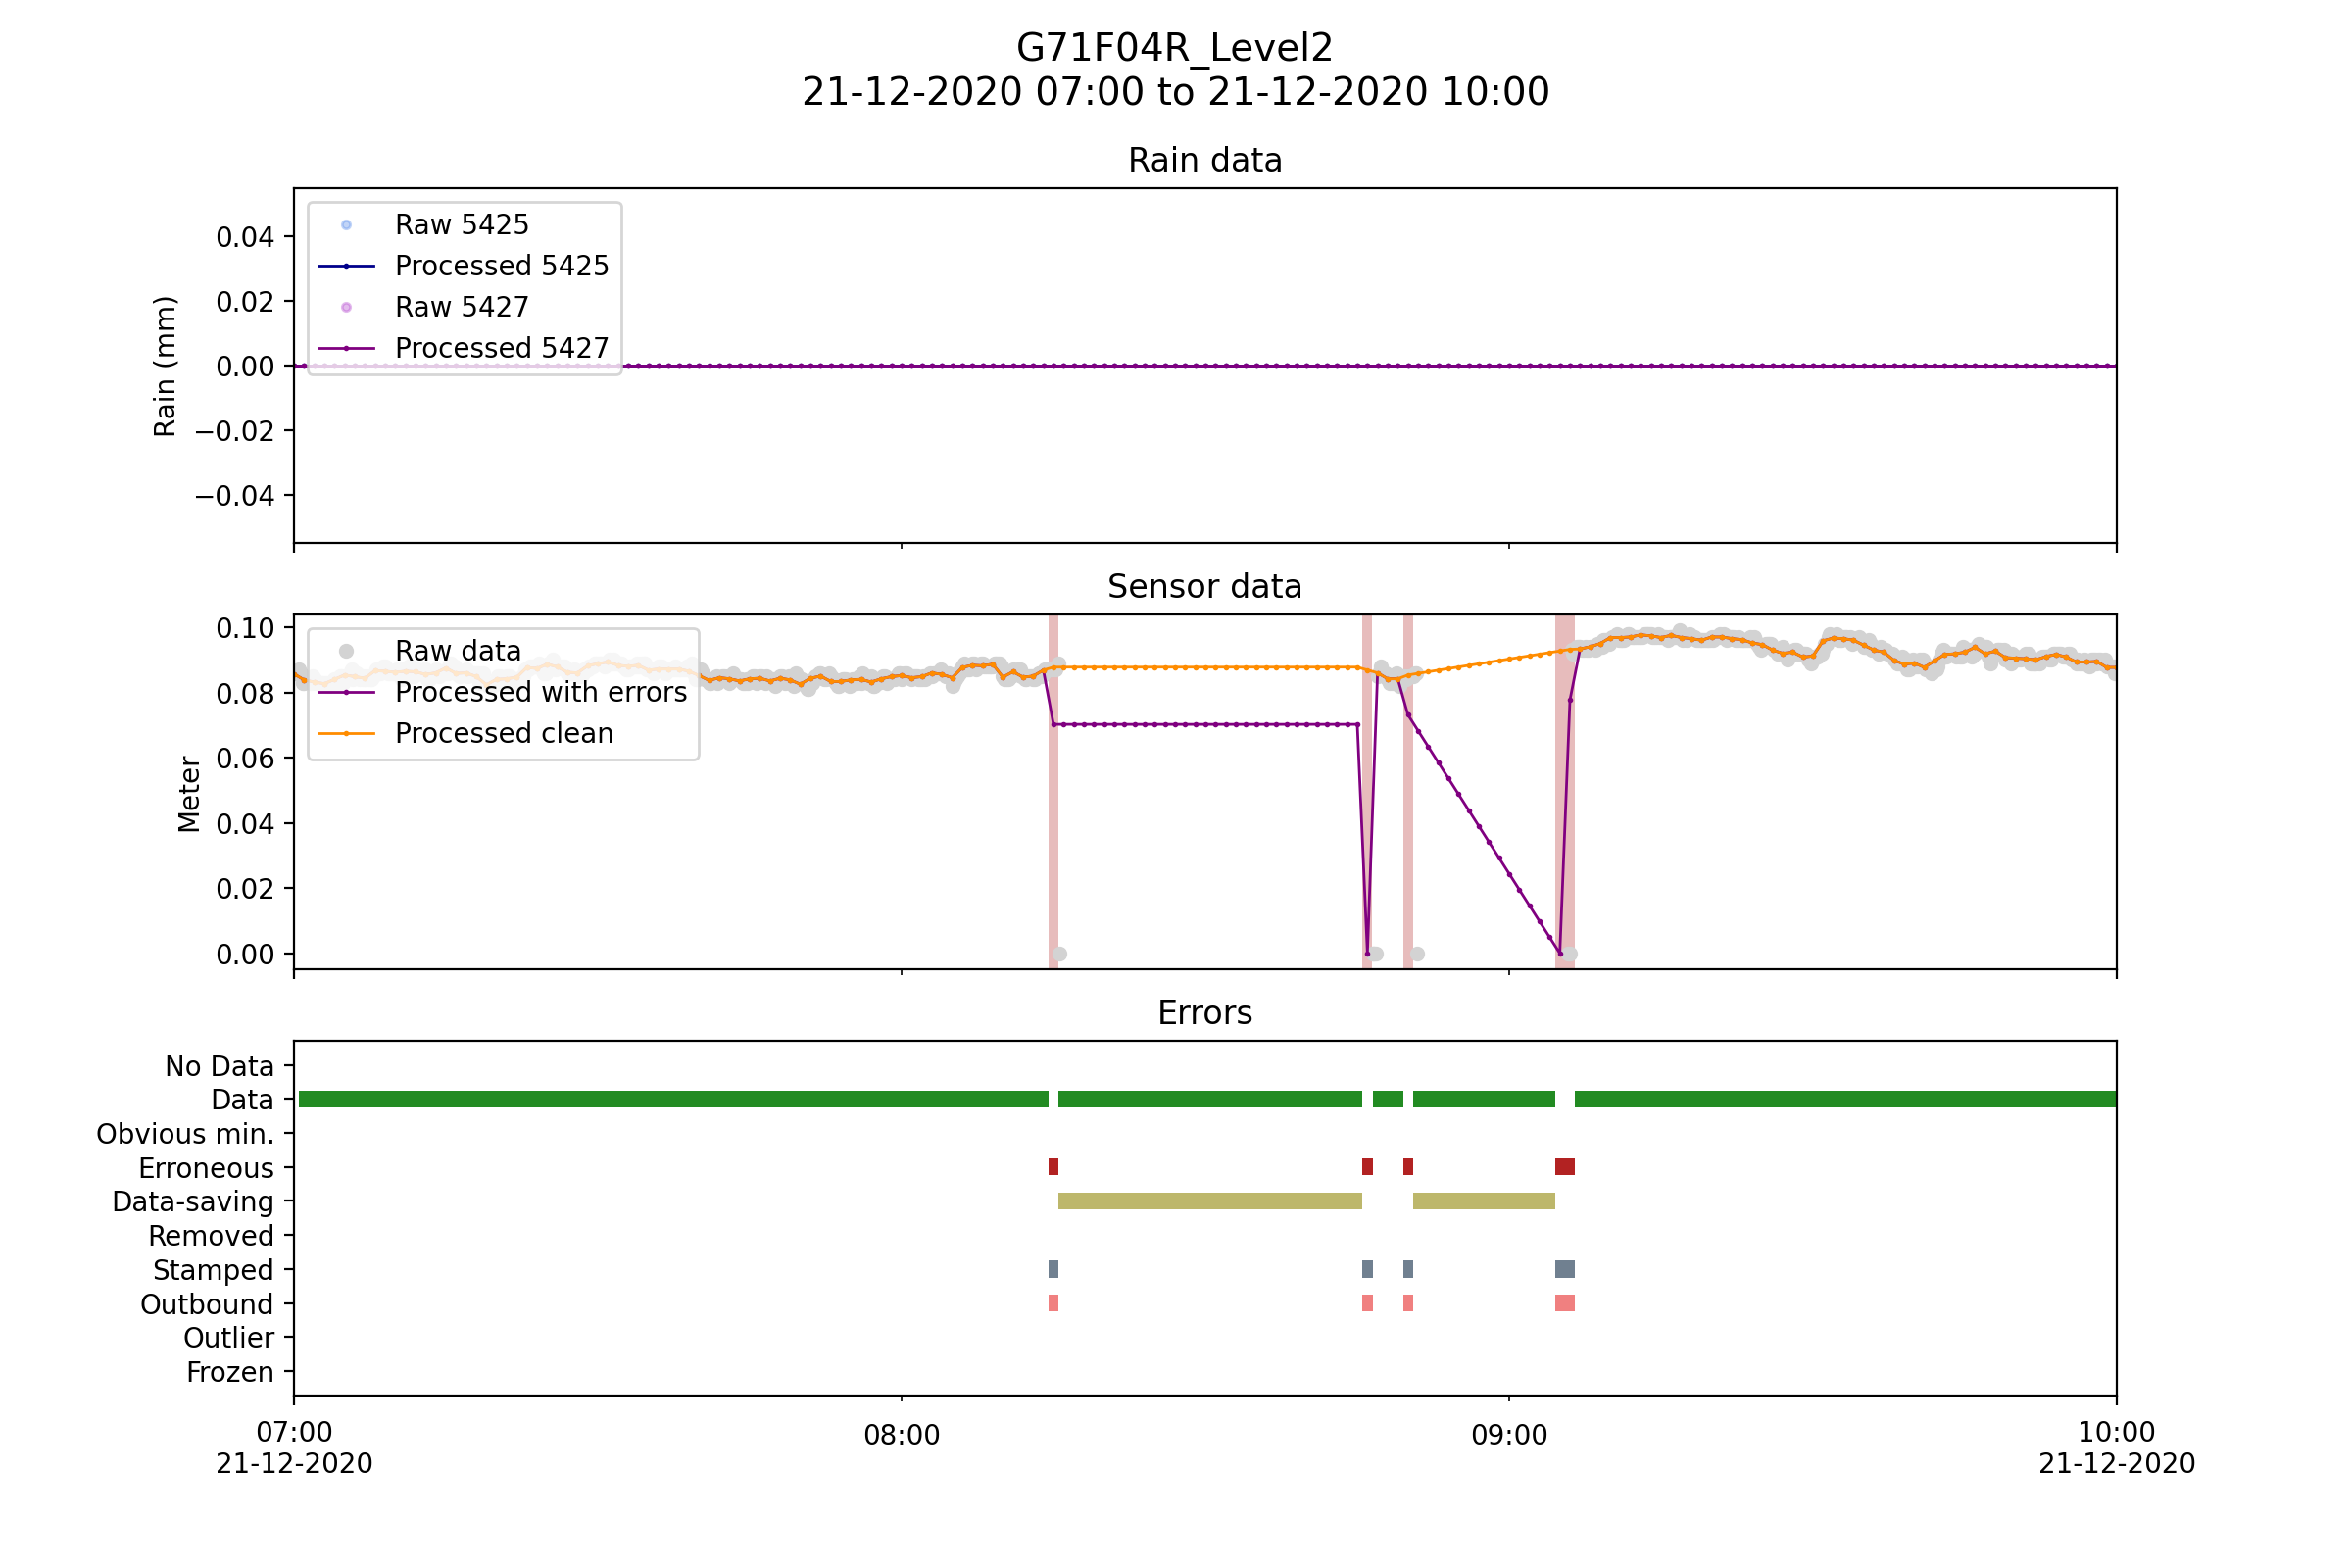 G71F04R_Level2
21-12-2020 07:00 to 21-12-2020 10:00
Rain data
Raw 5425
Processed 5425
Raw 5427
Processed 5427
0.04
0.02
0.00
−0.02
−0.04
Rain (mm)
Sensor data
Raw data
Processed with errors
Processed clean
0.10
0.08
0.06
0.04
0.02
0.00
Meter
Errors
No Data
Data
Obvious min.
Erroneous
Data-saving
Removed
Stamped
Outbound
Outlier
Frozen
07:00 08:00 09:00 10:00
21-12-2020 21-12-2020